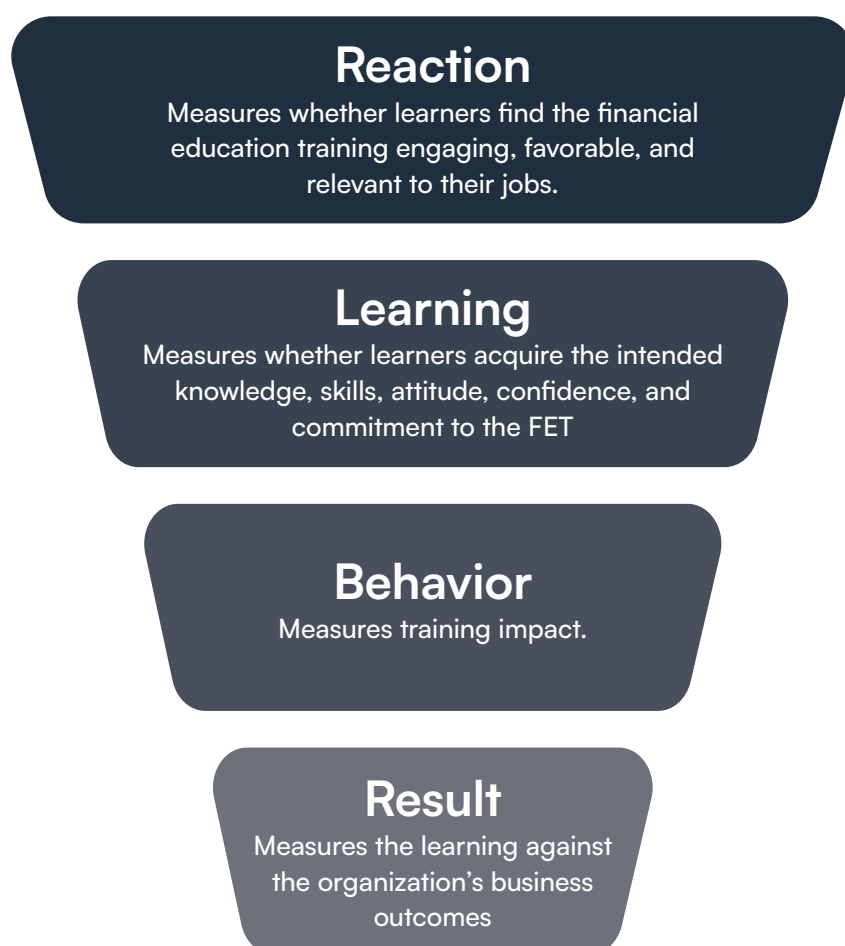 Reaction
Measures whether learners find the financial
education training engaging, favorable, and
relevant to their jobs.
Learning
Measures whether learners acquire the intended
knowledge, skills, attitude, confidence, and
commitment to the FET
Behavior
Measures training impact.
Result
Measures the learning against
the organization’s business
outcomes